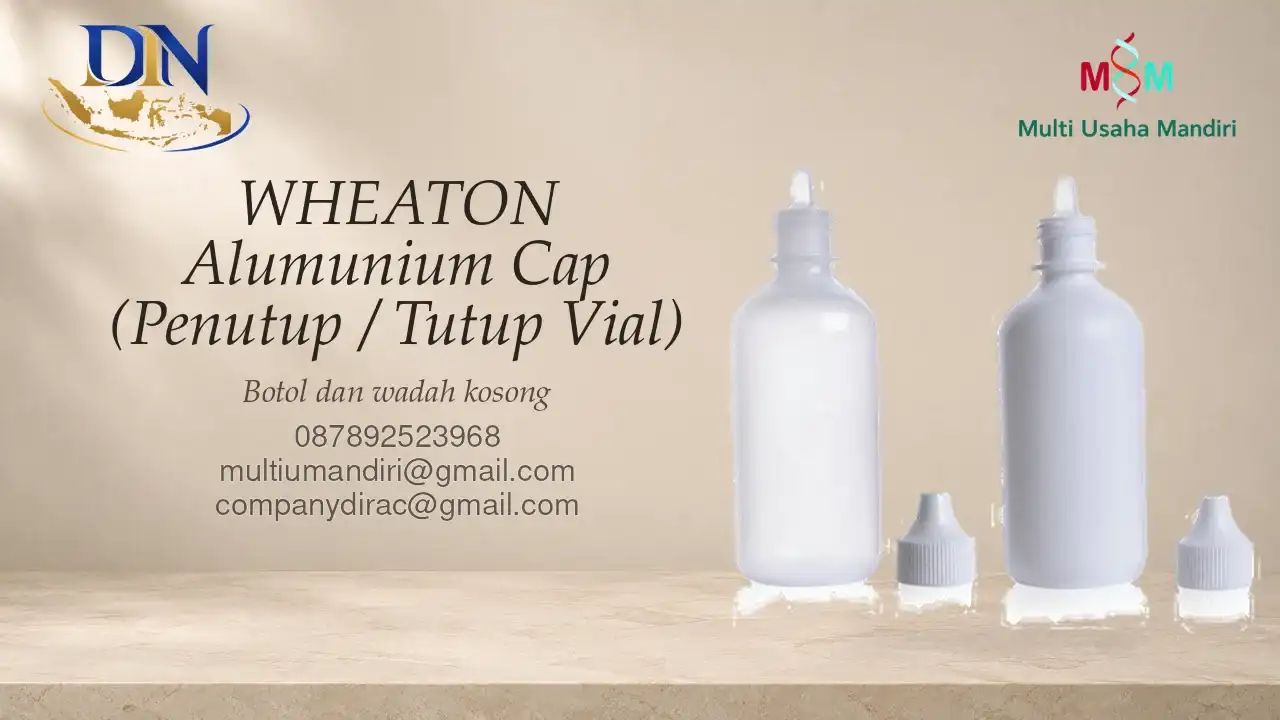 DIN
M M
Multi Usaha Mandiri
WHEATON
Alumunium Cap
(Penutup / Tutup Vial)
Botol dan wadah kosong
087892523968
multiumandiri@gmail.com
companydirac@gmail.com